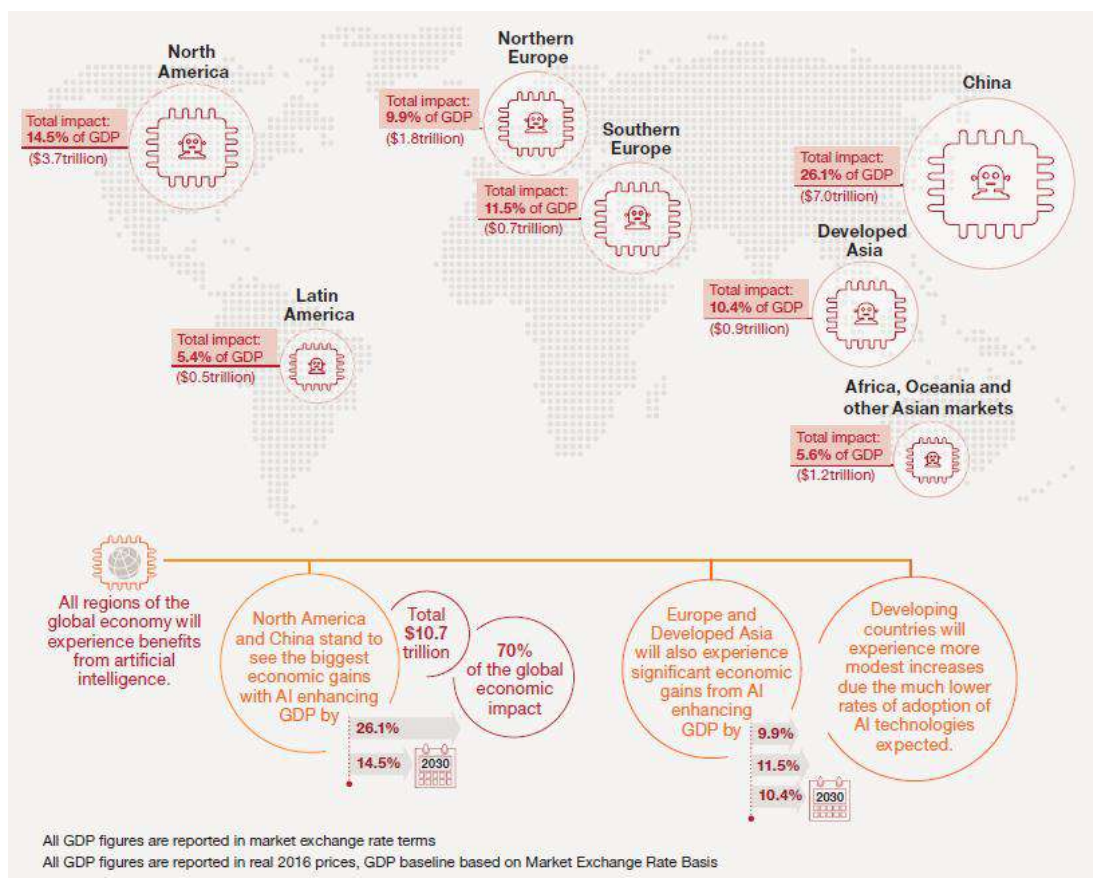 North
America
Total impact:
14.5% of GDP
($3.7trillion)
Northern
Europe
Total impact:
9.9% of GDP
($1.8trillion)
Southern
Europe
Total impact:
11.5% of GDP
($0.7trillion)
China
Total impact:
26.1% of GDP
($7.0trillion)
Developed
Asia
Total impact:
10.4% of GDP
($0.9trillion)
Latin
America
Total impact:
5.4% of GDP
($0.5trillion)
Africa, Oceania and
other Asian markets
Total impact:
5.6% of GDP
($1.2trillion)
All regions of the
global economy will
experience benefits
from artificial
intelligence.
North America
and China stand to
see the biggest
economic gains
with AI enhancing
GDP by
26.1%
14.5%
2030
Total
$10.7
trillion
70%
of the global
economic
impact
Europe and
Developed Asia
will also experience
significant economic
gains from AI
enhancing
GDP by
9.9%
11.5%
10.4%
2030
Developing
countries will
experience more
modest increases
due the much lower
rates of adoption of
AI technologies
expected.
All GDP figures are reported in market exchange rate terms
All GDP figures are reported in real 2016 prices, GDP baseline based on Market Exchange Rate Basis